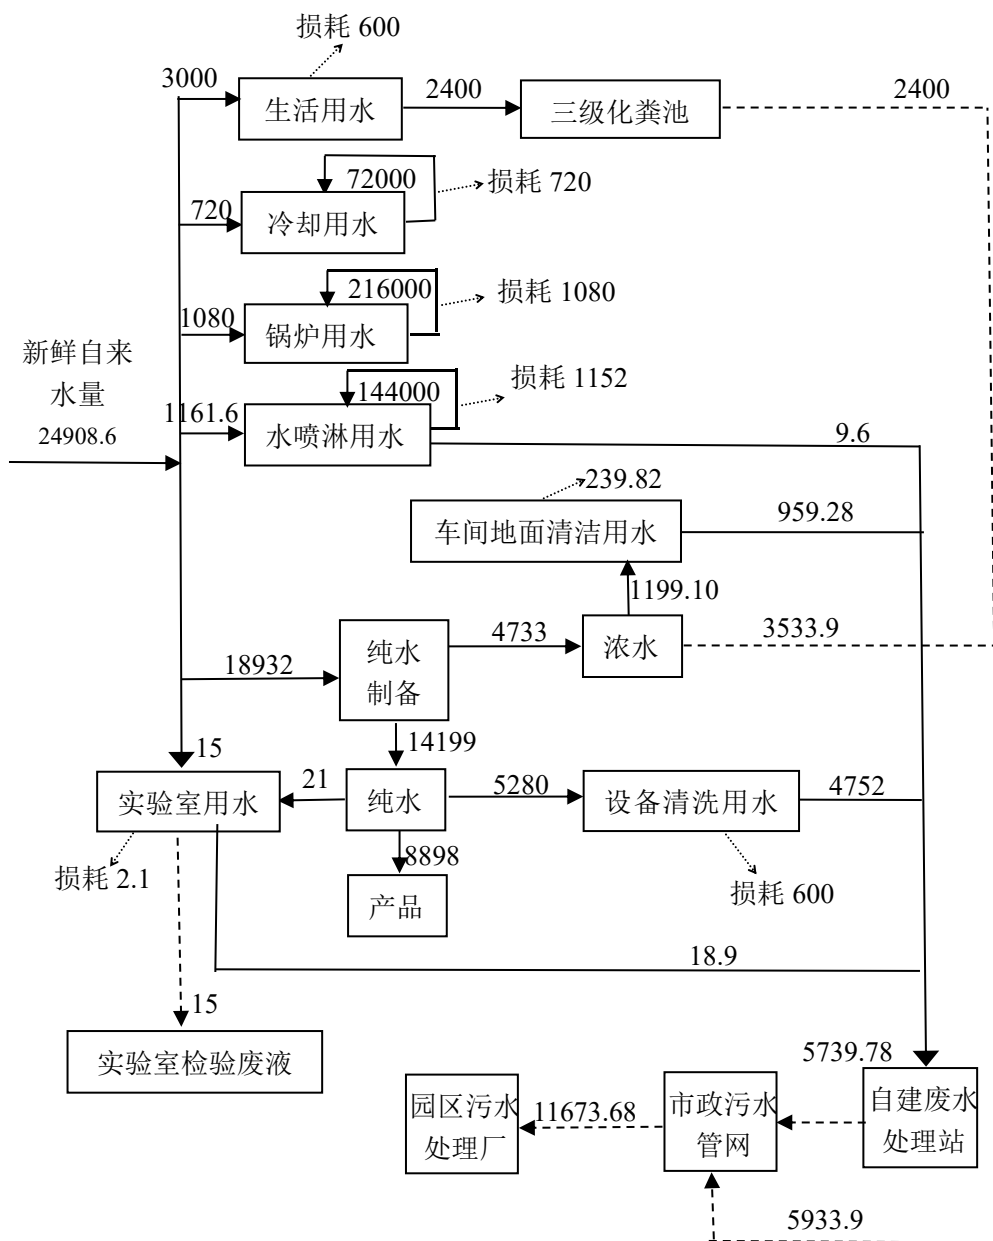 损耗 600
3000
生活用水
2400
三级化粪池
2400
72000
损耗 720
720
冷却用水
216000
损耗 1080
1080
锅炉用水
新鲜自来
水量
24908.6
144000
损耗 1152
1161.6
水喷淋用水
9.6
239.82
车间地面清洁用水
959.28
1199.10
18932
纯水
制备
4733
浓水
3533.9
14199
15
实验室用水
21
纯水
5280
设备清洗用水
4752
损耗 2.1
8898
产品
损耗 600
18.9
15
实验室检验废液
5739.78
园区污水
处理厂
11673.68
市政污水
管网
自建废水
处理站
5933.9